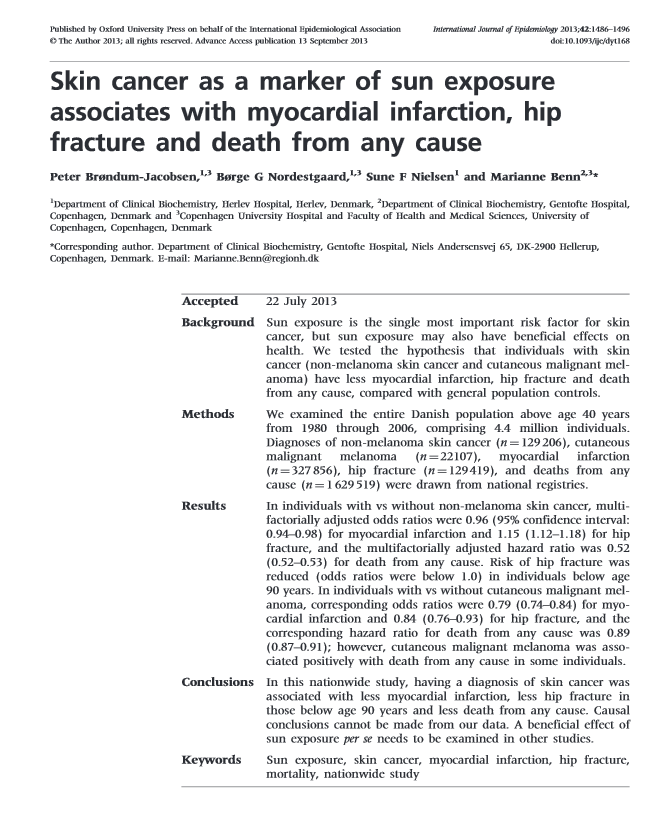 Published by Oxford University Press on behalf of the International Epidemiological Association
International Journal of Epidemiology 2013;42:1486–1496
© The Author 2013; all rights reserved. Advance Access publication 13 September 2013
doi:10.1093/ije/dyt168
Skin cancer as a marker of sun exposure
associates with myocardial infarction, hip
fracture and death from any cause
Peter Brøndum-Jacobsen,1,3 Børge G Nordestgaard,1,3 Sune F Nielsen1 and Marianne Benn2,3*
1Department of Clinical Biochemistry, Herlev Hospital, Herlev, Denmark, 2Department of Clinical Biochemistry, Gentofte Hospital,
Copenhagen, Denmark and 3Copenhagen University Hospital and Faculty of Health and Medical Sciences, University of
Copenhagen, Copenhagen, Denmark
*Corresponding author. Department of Clinical Biochemistry, Gentofte Hospital, Niels Andersensvej 65, DK-2900 Hellerup,
Copenhagen, Denmark. E-mail: Marianne.Benn@regionh.dk
Accepted 22 July 2013
Background Sun exposure is the single most important risk factor for skin
cancer, but sun exposure may also have beneficial effects on
health. We tested the hypothesis that individuals with skin
cancer (non-melanoma skin cancer and cutaneous malignant mel-
anoma) have less myocardial infarction, hip fracture and death
from any cause, compared with general population controls.
Methods We examined the entire Danish population above age 40 years
from 1980 through 2006, comprising 4.4 million individuals.
Diagnoses of non-melanoma skin cancer (n = 129 206), cutaneous
malignant melanoma (n = 22107), myocardial infarction
(n = 327 856), hip fracture (n = 129 419), and deaths from any
cause (n = 1 629 519) were drawn from national registries.
Results In individuals with vs without non-melanoma skin cancer, multi-
factorially adjusted odds ratios were 0.96 (95% confidence interval:
0.94–0.98) for myocardial infarction and 1.15 (1.12–1.18) for hip
fracture, and the multifactorially adjusted hazard ratio was 0.52
(0.52–0.53) for death from any cause. Risk of hip fracture was
reduced (odds ratios were below 1.0) in individuals below age
90 years. In individuals with vs without cutaneous malignant mel-
anoma, corresponding odds ratios were 0.79 (0.74–0.84) for myo-
cardial infarction and 0.84 (0.76–0.93) for hip fracture, and the
corresponding hazard ratio for death from any cause was 0.89
(0.87–0.91); however, cutaneous malignant melanoma was asso-
ciated positively with death from any cause in some individuals.
Conclusions In this nationwide study, having a diagnosis of skin cancer was
associated with less myocardial infarction, less hip fracture in
those below age 90 years and less death from any cause. Causal
conclusions cannot be made from our data. A beneficial effect of
sun exposure per se needs to be examined in other studies.
Keywords Sun exposure, skin cancer, myocardial infarction, hip fracture,
mortality, nationwide study